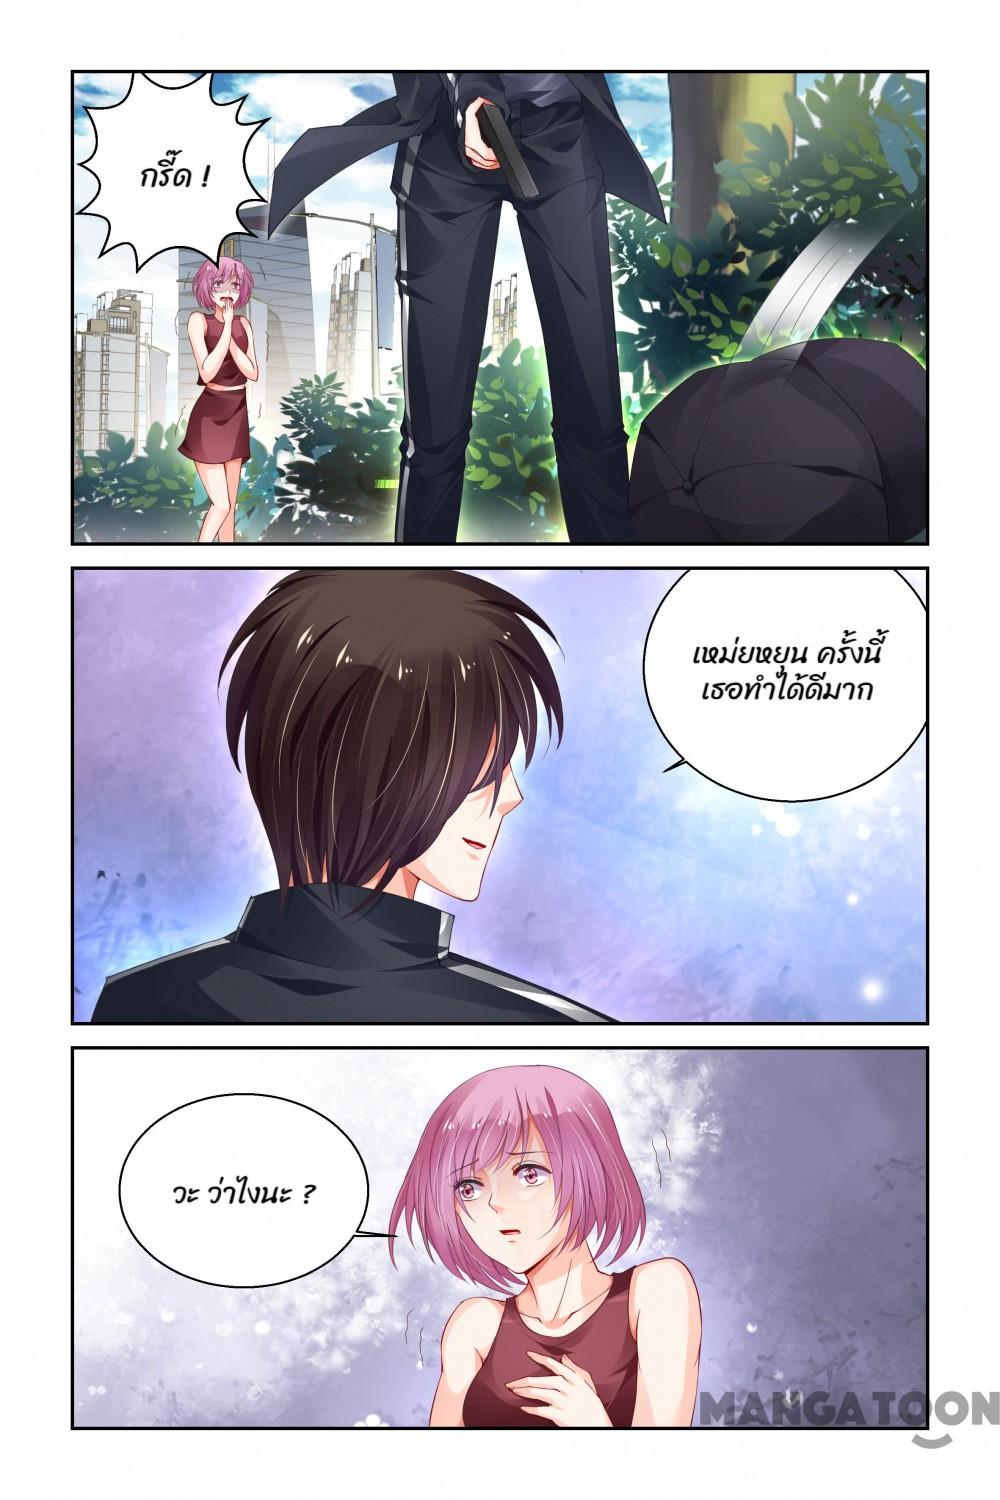 กรี๊ด !
เหม่ยหยุน ครั้งนี้
เธอทำได้ดีมาก
วะ ว่าไงนะ ?
MANGATOON